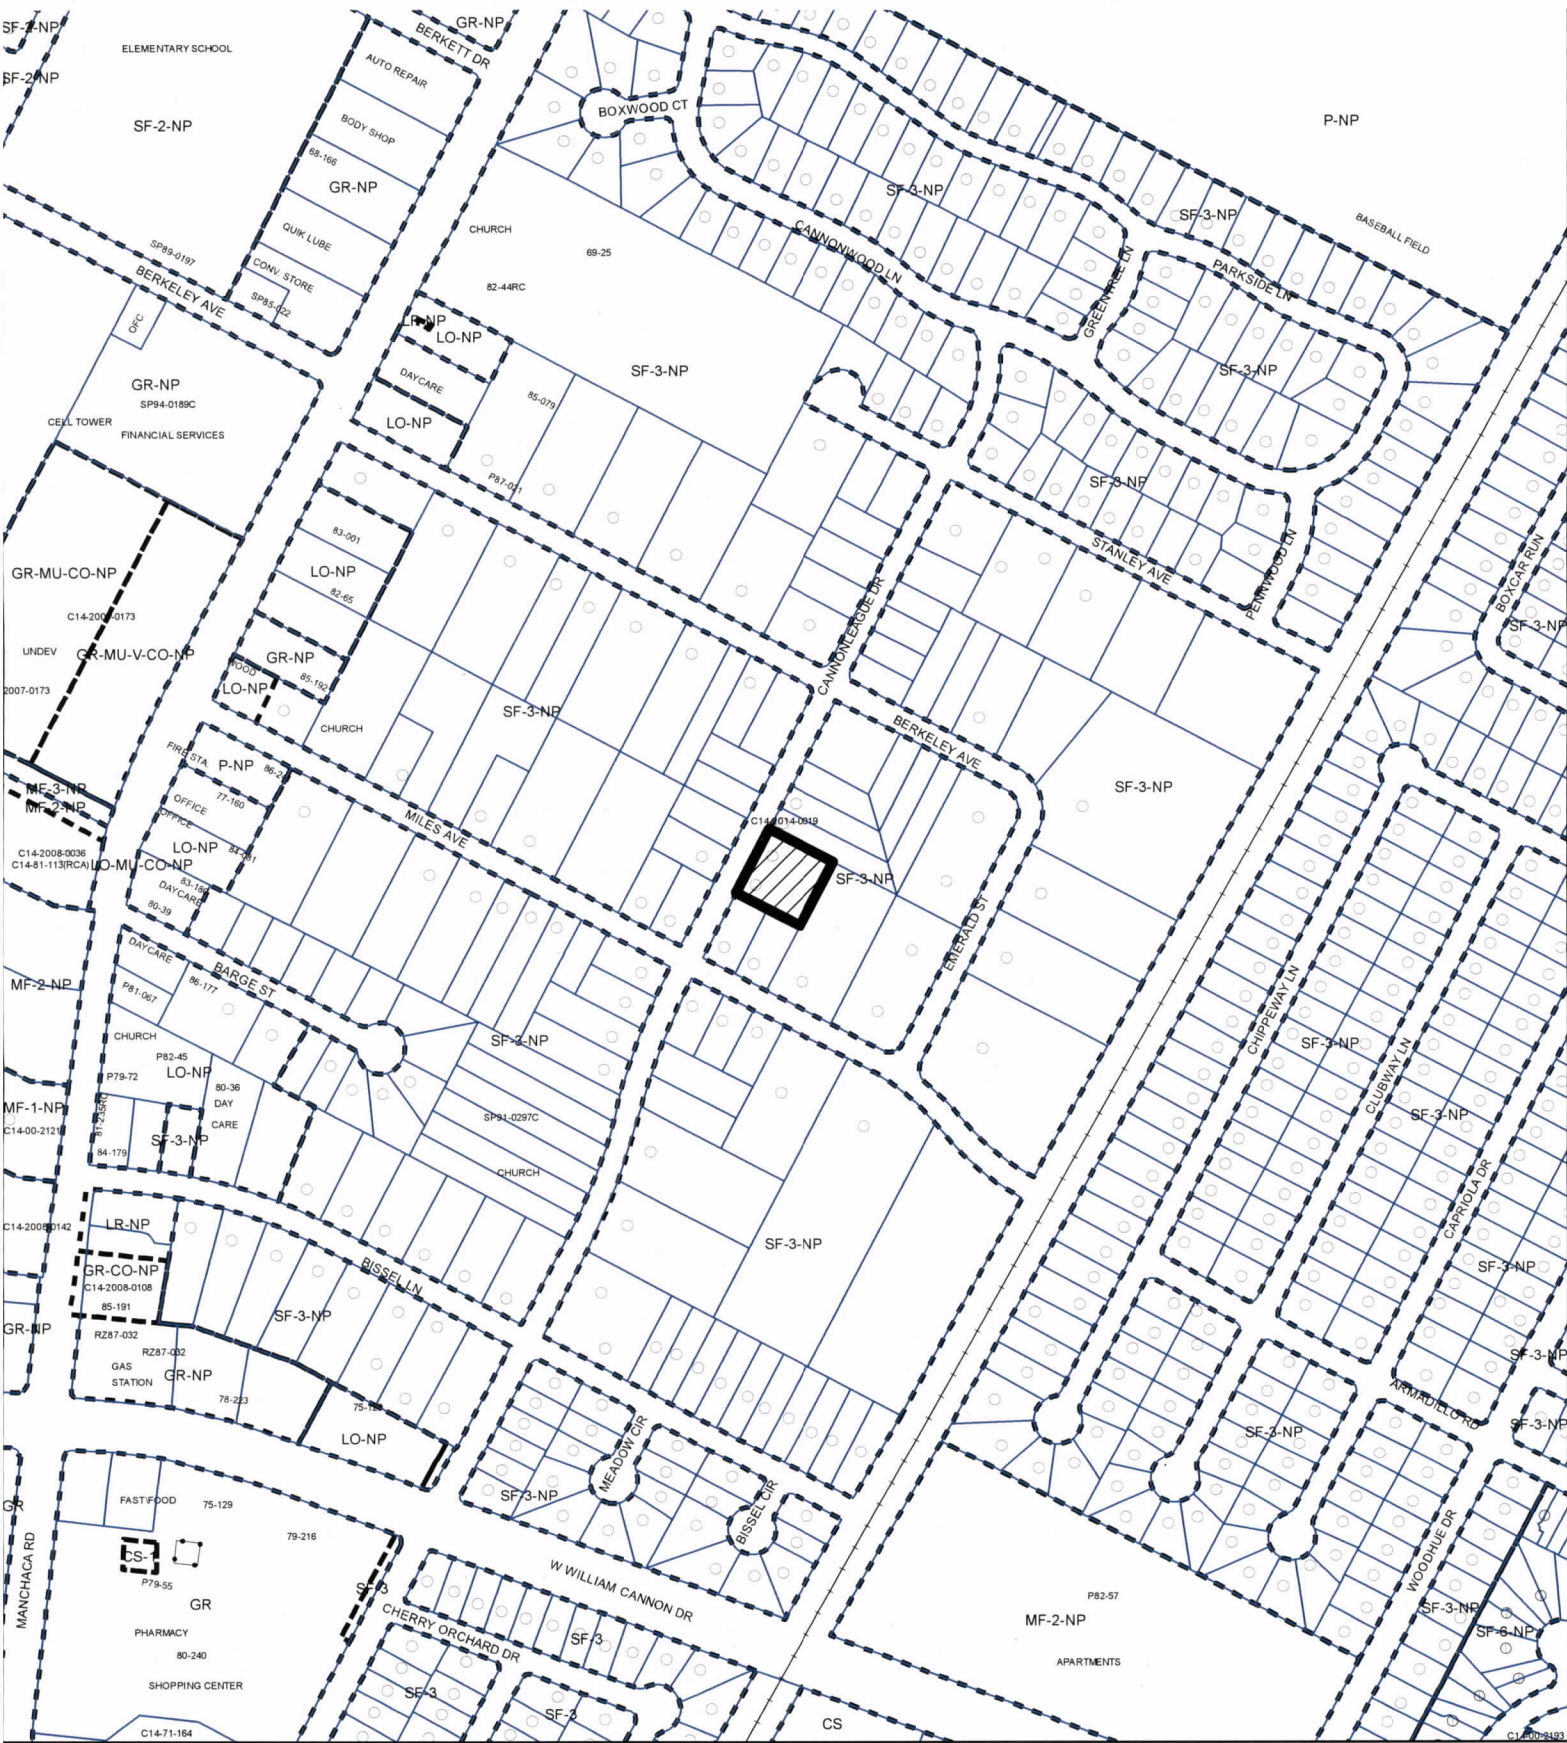 SF-2-NP
GR-NP
BERKETT DR
ELEMENTARY SCHOOL
SF-2-NP
AUTO REPAIR
BOXWOOD CT
P-NP
SF-2-NP
BODY SHOP
68-166
GR-NP
SF-3-NP
SF-3-NP
BASEBALL FIELD
QUIK LUBE
CHURCH
69-25
CANNONWOOD LN
GREENTREE LN
PARKSIDE LN
SP89-0197
BERKELEY AVE
CONV. STORE
SP85-022
82-44RC
OFC
LR-NP
LO-NP
SF-3-NP
SF-3-NP
GR-NP
SP94-0189C
DAYCARE
85-079
CELL TOWER
FINANCIAL SERVICES
LO-NP
P87-021
SF-3-NP
83-001
STANLEY AVE
PENNWOOD LN
BOXCAR RUN
GR-MU-CO-NP
LO-NP
82-65
CANNONLEAGUE DR
SF-3-NP
UNDEV
GR-MU-V-CO-NP
GR-NP
85-192
LO-NP
2007-0173
SF-3-NP
CHURCH
BERKELEY AVE
FIRE STA
P-NP
SF-3-NP
MF-3-NP
MF-2-NP
OFFICE
77-160
OFFICE
MILES AVE
C14-2014-0019
C14-2008-0036
C14-81-113(RCA)
LO-MU-CO-NP
LO-NP
SF-3-NP
DAYCARE
80-39
EMERALD ST
DAYCARE
BARGE ST
86-177
MF-2-NP
P81-067
CHURCH
P82-45
SF-3-NP
CHIPPEWAY LN
SF-3-NP
CLUBWAY LN
P79-72
LO-NP
80-36
DAY
CARE
MF-1-NP
C14-00-2121
81-235RC
SP91-0297C
SF-3-NP
SF-3-NP
84-179
CHURCH
CAPRIOLA DR
C14-2008-0142
LR-NP
SF-3-NP
GR-CO-NP
C14-2008-0108
BISSEL LN
SF-3-NP
85-191
SF-3-NP
GR-NP
RZ87-032
RZ87-032
GAS
STATION
GR-NP
78-223
SF-3-NP
ARMADILLO RD
LO-NP
SF-3-NP
SF-3-NP
MEADOW CIR
SF-3-NP
BISSEL CIR
GR
FAST\FOOD
75-129
79-216
WOODHUE DR
CS-1
P79-55
W WILLIAM CANNON DR
P82-57
MANCHACA RD
GR
SF-3
CHERRY ORCHARD DR
SF-3
MF-2-NP
SF-3-NP
SF-6-NP
PHARMACY
80-240
APARTMENTS
SHOPPING CENTER
SF-3
SF-3
CS
C14-71-164
C14-00-2193